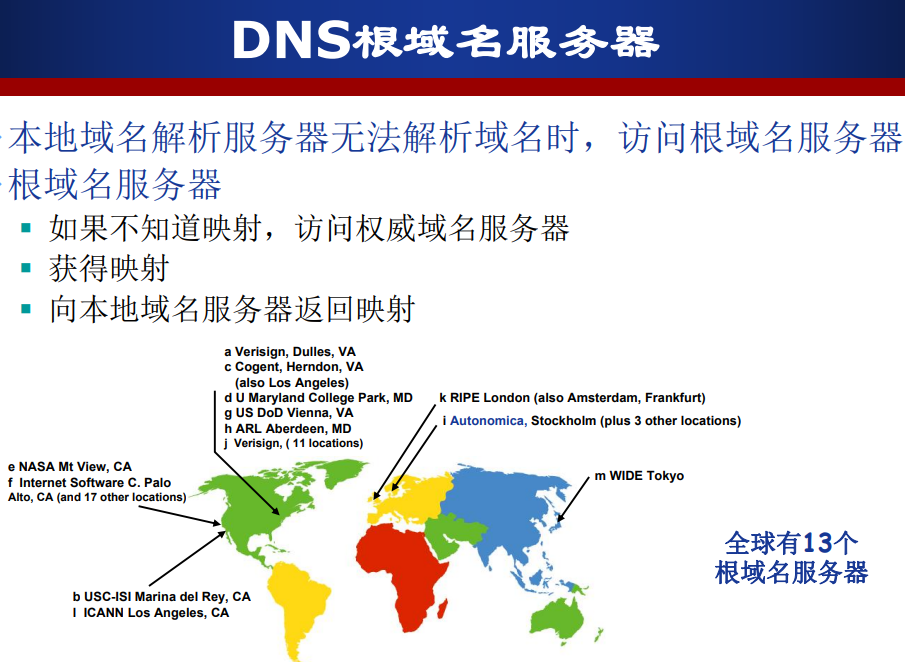 DNS根域名服务器
本地域名解析服务器无法解析域名时，访问根域名服务器
根域名服务器
如果不知道映射，访问权威域名服务器
获得映射
向本地域名服务器返回映射
a Verisign, Dulles, VA
c Cogent, Herndon, VA
(also Los Angeles)
d U Maryland College Park, MD
g US DoD Vienna, VA
h ARL Aberdeen, MD
j Verisign, ( 11 locations)
k RIPE London (also Amsterdam, Frankfurt)
i Autonomica, Stockholm (plus 3 other locations)
m WIDE Tokyo
e NASA Mt View, CA
f Internet Software C. Palo
Alto, CA (and 17 other locations)
b USC-ISI Marina del Rey, CA
l ICANN Los Angeles, CA
全球有13个
根域名服务器